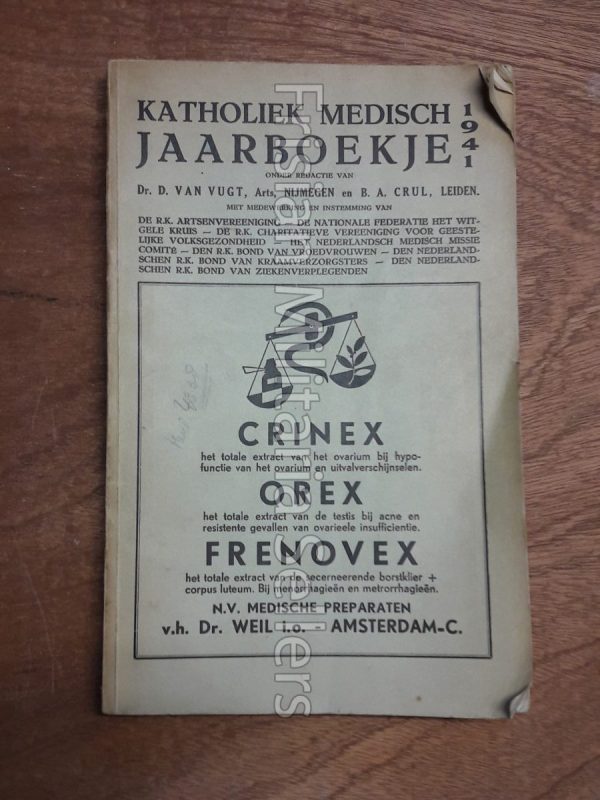 KATHOLIEK MEDISCH
JAARBOEKJE
1941
ONDER REDACTIE VAN
Dr. D. VAN VUGT, Arts, NIJMEGEN en B. A. CRUL, LEIDEN.
MET MEDEWERKING EN INSTEMMING VAN
DE R.K. ARTSENVEREENIGING — DE NATIONALE FEDERATIE HET WIT-
GELE KRUIS — DE R.K. CHARITATIEVE VEREENIGING VOOR GEESTE-
LIJKE VOLKSGEZONDHEID — HET NEDERLANDSCH MEDISCH MISSIE
COMITÉ — DEN R.K. BOND VAN VROEDVROUWEN — DEN NEDERLAND-
SCHEN R.K. BOND VAN KRAAMVERZORGSTERS — DEN NEDERLAND-
SCHEN R.K. BOND VAN ZIEKENVERPLEGENDEN
CRINEX
het totale extract van het ovarium bij hypo-
functie van het ovarium en uitvalverschijnselen.
OREX
het totale extract van de testis bij acne en
resistente gevallen van ovarieele insufficientie.
FRENOVEX
het totale extract van de secerneerende borstklier +
corpus luteum. Bij menorrhagieën en metrorrhagieën.
N.V. MEDISCHE PREPARATEN
v.h. Dr. WEIL i.o. - AMSTERDAM-C.
Frisian Militaria Sellers